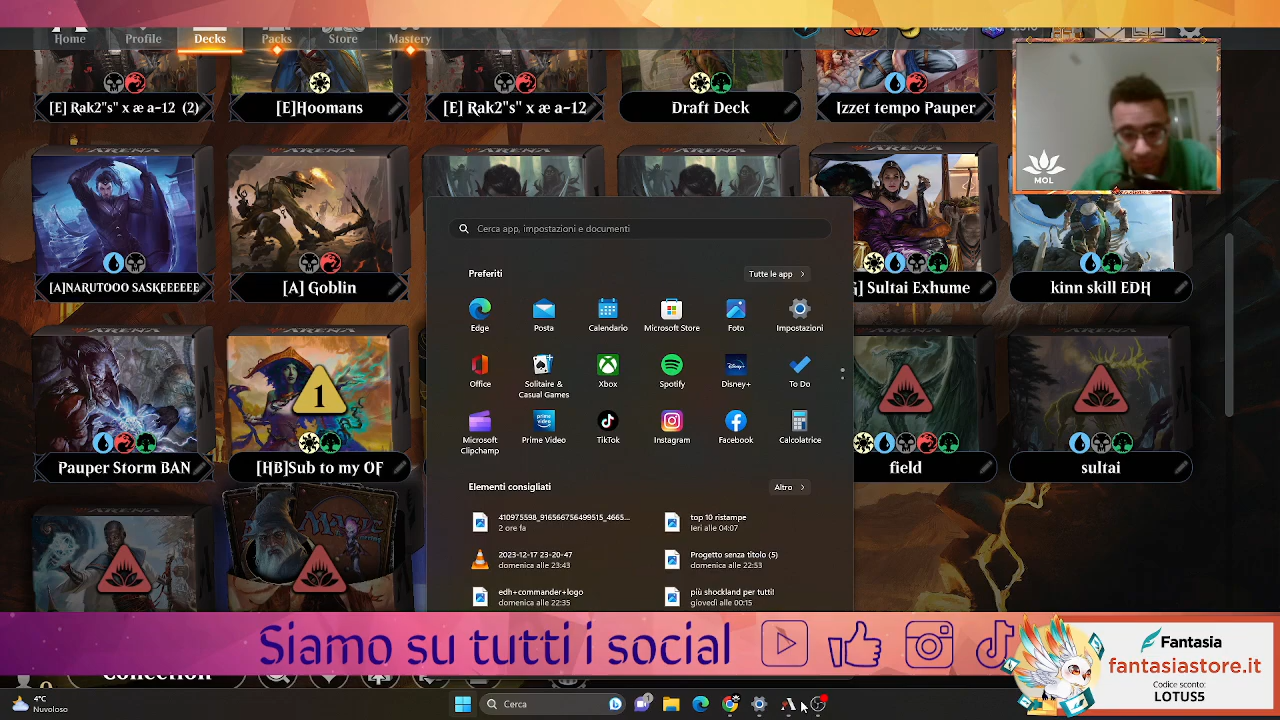 Home
Profile
Decks
Packs
Store
Mastery
[E] Rak2"s" x æ a-12 (2)
[E]Hoomans
[E] Rak2"s" x æ a-12
Draft Deck
Izzet tempo Pauper
MOL
ARENA
ARENA
[A]NARUTOOO SASKEEEEEE
[A] Goblin
Sultai Exhume
kinn skill EDH
Cerca app, impostazioni e documenti
Preferiti
Tutte le app
Edge
Posta
Calendario
Microsoft Store
Foto
Impostazioni
Office
Solitaire &
Casual Games
Xbox
Spotify
Disney+
To Do
Microsoft
Clipchamp
Prime Video
TikTok
Instagram
Facebook
Calcolatrice
1
Pauper Storm BAN
[HB]Sub to my OF
field
sultai
Elementi consigliati
Altro
410975598_916566756499515_4665...
2 ore fa
top 10 ristampe
Ieri alle 04:07
2023-12-17 23-20-47
domenica alle 23:43
Progetto senza titolo (5)
domenica alle 22:53
edh+commander+logo
domenica alle 22:35
più shockland per tuttii
giovedì alle 00:15
Siamo su tutti i social
Fantasia
fantasiastore.it
Codice sconto:
LOTUS5
Collection
4°C
Nuvoloso
Cerca